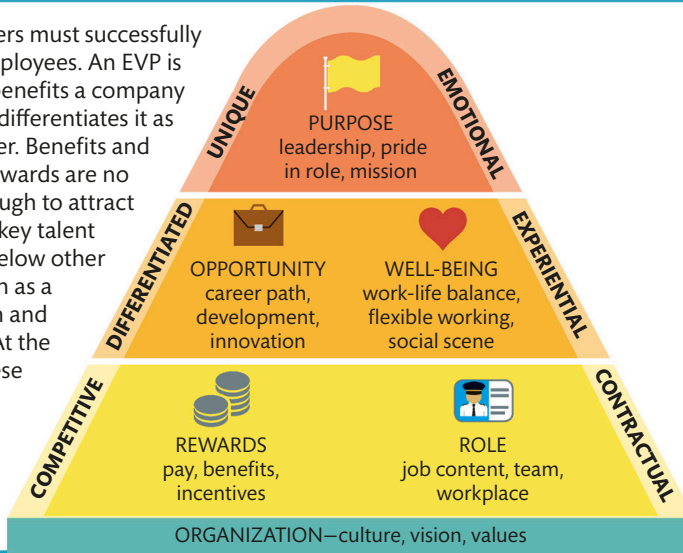 ers must successfully
ployees. An EVP is
benefits a company
differentiates it as
er. Benefits and
wards are no
ugh to attract
key talent
elow other
h as a
n and
At the
ese
UNIQUE
EMOTIONAL
PURPOSE
leadership, pride
in role, mission
DIFFERENTIATED
EXPERIENTIAL
OPPORTUNITY
career path,
development,
innovation
WELL-BEING
work-life balance,
flexible working,
social scene
COMPETITIVE
CONTRACTUAL
REWARDS
pay, benefits,
incentives
ROLE
job content, team,
workplace
ORGANIZATION—culture, vision, values